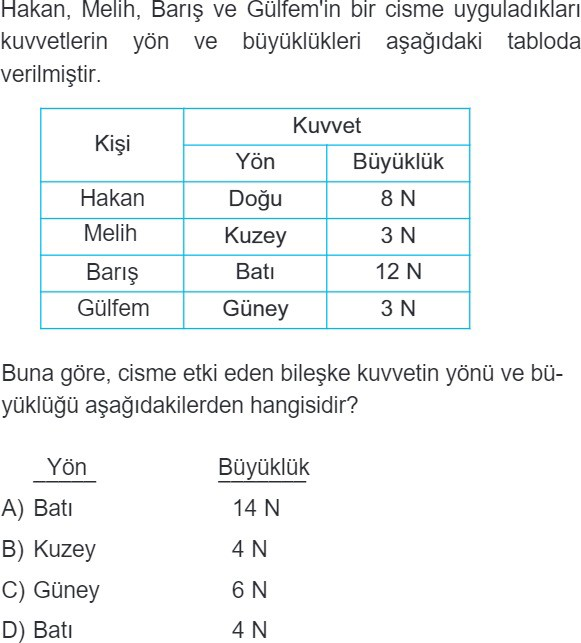 Hakan, Melih, Barış ve Gülfem'in bir cisme uyguladıkları
kuvvetlerin yön ve büyüklükleri aşağıdaki tabloda
verilmiştir.
Kişi Kuvvet
Yön Büyüklük
Hakan Doğu 8 N
Melih Kuzey 3 N
Barış Batı 12 N
Gülfem Güney 3 N
Buna göre, cisme etki eden bileşke kuvvetin yönü ve bü-
yüklüğü aşağıdakilerden hangisidir?
Yön Büyüklük
A) Batı 14 N
B) Kuzey 4 N
C) Güney 6 N
D) Batı 4 N